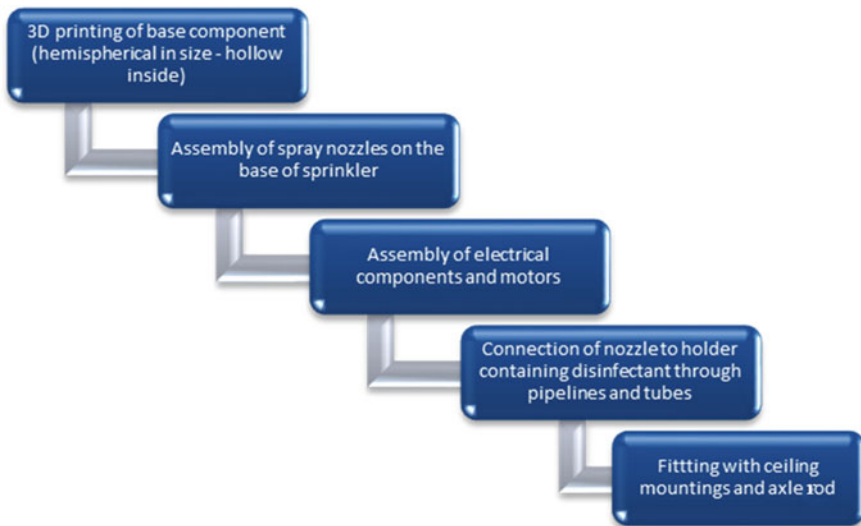 3D printing of base component
(hemispherical in size - hollow
inside)
Assembly of spray nozzles on the
base of sprinkler
Assembly of electrical
components and motors
Connection of nozzle to holder
containing disinfectant through
pipelines and tubes
Fittting with ceiling
mountings and axle rod